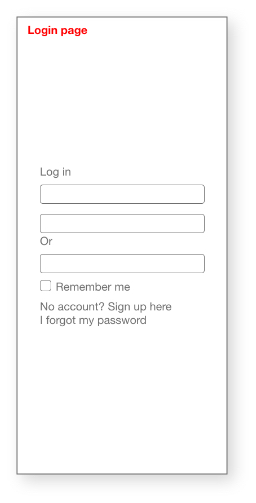 Login page
Log in
Or
Remember me
No account? Sign up here
I forgot my password